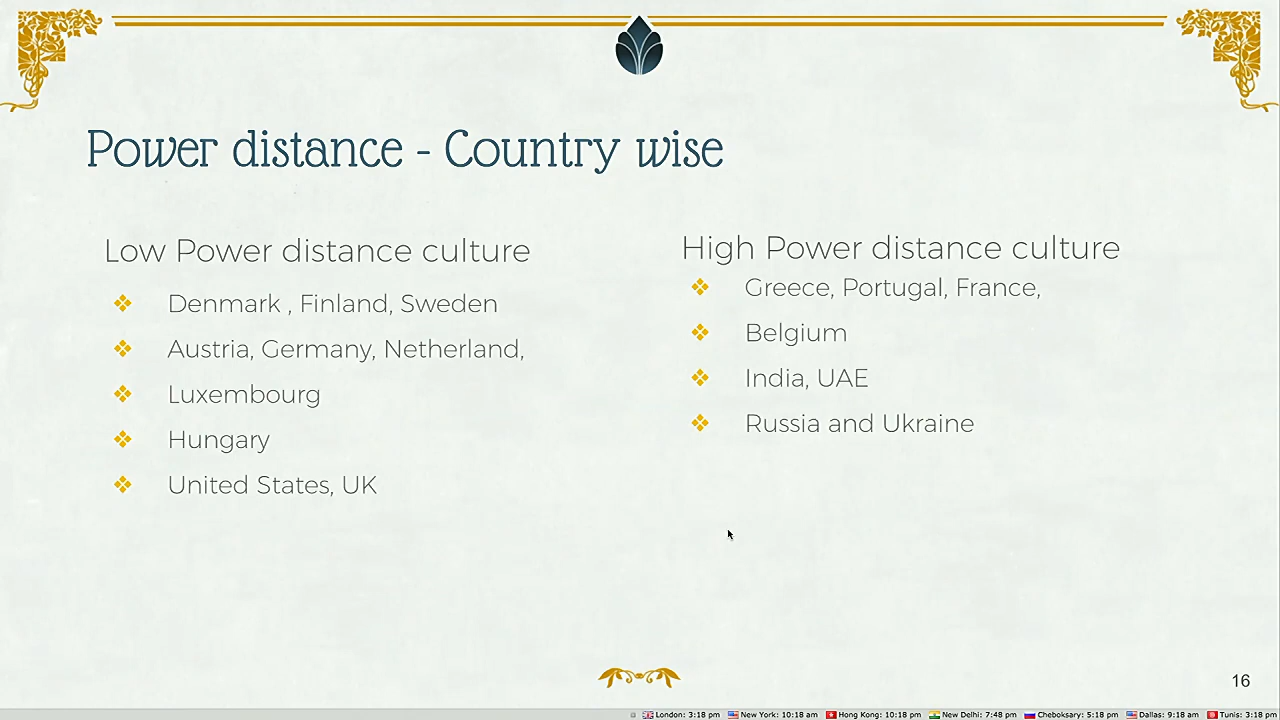 Power distance - Country wise
Low Power distance culture
Denmark , Finland, Sweden
Austria, Germany, Netherland,
Luxembourg
Hungary
United States, UK
High Power distance culture
Greece, Portugal, France,
Belgium
India, UAE
Russia and Ukraine
16
London: 3:18 pm New York: 10:18 am Hong Kong: 10:18 pm New Delhi: 7:48 pm Cheboksary: 5:18 pm Dallas: 9:18 am Tunis: 3:18 pm